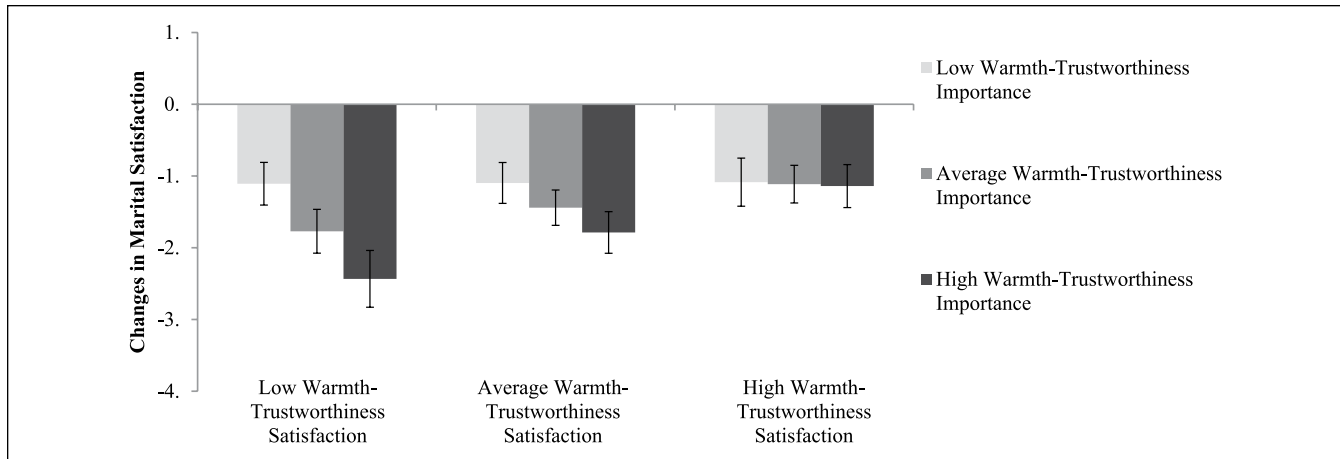 1.
0.
-1.
-2.
-3.
-4.
Changes in Marital Satisfaction
Low Warmth-
Trustworthiness
Satisfaction
Average Warmth-
Trustworthiness
Satisfaction
High Warmth-
Trustworthiness
Satisfaction
Low Warmth-Trustworthiness
Importance
Average Warmth-Trustworthiness
Importance
High Warmth-Trustworthiness
Importance